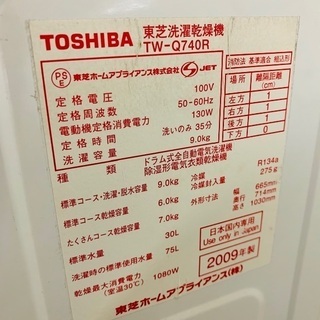 TOSHIBA 東芝洗濯乾燥機
TW-Q740R
PS E 東芝ホームアプライアンス株式会社 S JET
定格電圧 100V
定格周波数 50-60Hz
電動機定格消費電力 130W
洗いのみ 35分
洗濯容量 9.0kg
消防法 基準適合 組込形
場所 離隔距離(cm)
左方 1
右方 1
前方 1
後方 0
種類 ドラム式全自動電気洗濯機
除湿形電気衣類乾燥機
標準コース・洗濯・脱水容量 9.0kg
標準コース・乾燥容量 6.0kg
たくさんコース乾燥容量 7.0kg
標準水量 30L
洗濯時の標準使用水量 75L
乾燥最大消費電力 1080W
(室温30℃)
冷媒 R134a
冷媒封入量 275g
外形寸法 幅 665mm
奥行 714mm
高さ 1030mm
日本国内専用
Use only in Japan
2009年製
東芝ホームアプライアンス(株)